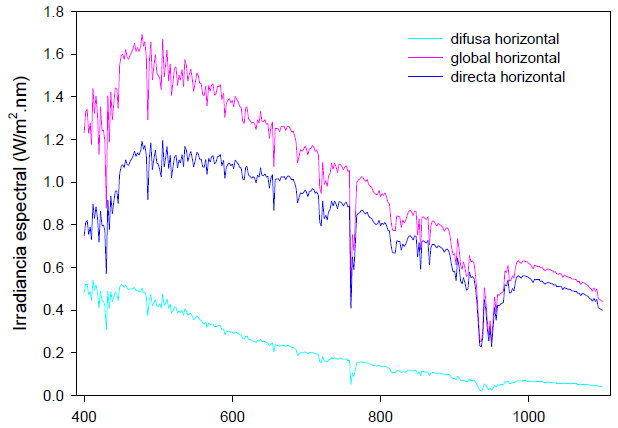 1.8
1.6
1.4
1.2
1.0
0.8
0.6
0.4
0.2
0.0
Irradiancia espectral (W/m².nm)
difusa horizontal
global horizontal
directa horizontal
400 600 800 1000